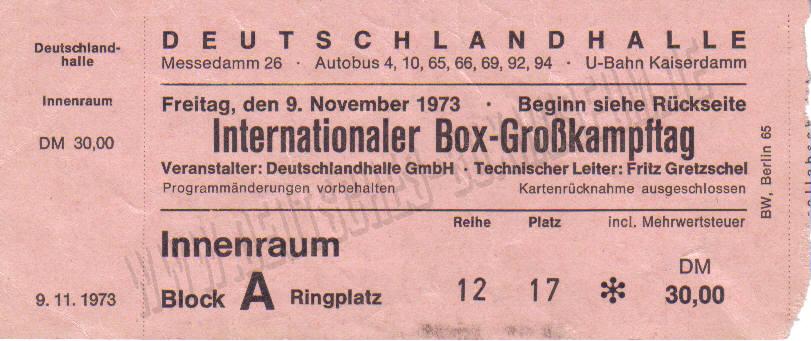 Deutschland-
halle
Innenraum
DM 30,00
9.11.1973
DEUTSCHLANDHALLE
Messedamm 26 · Autobus 4, 10, 65, 66, 69, 92, 94 · U-Bahn Kaiserdamm
Freitag, den 9. November 1973 · Beginn siehe Rückseite
Internationaler Box-Großkampftag
Veranstalter: Deutschlandhalle GmbH · Technischer Leiter: Fritz Gretzschel
Programmänderungen vorbehalten Kartenrücknahme ausgeschlossen
Reihe Platz incl. Mehrwertsteuer
Innenraum
Block A Ringplatz 12 17 * DM 30,00
BW, Berlin 65